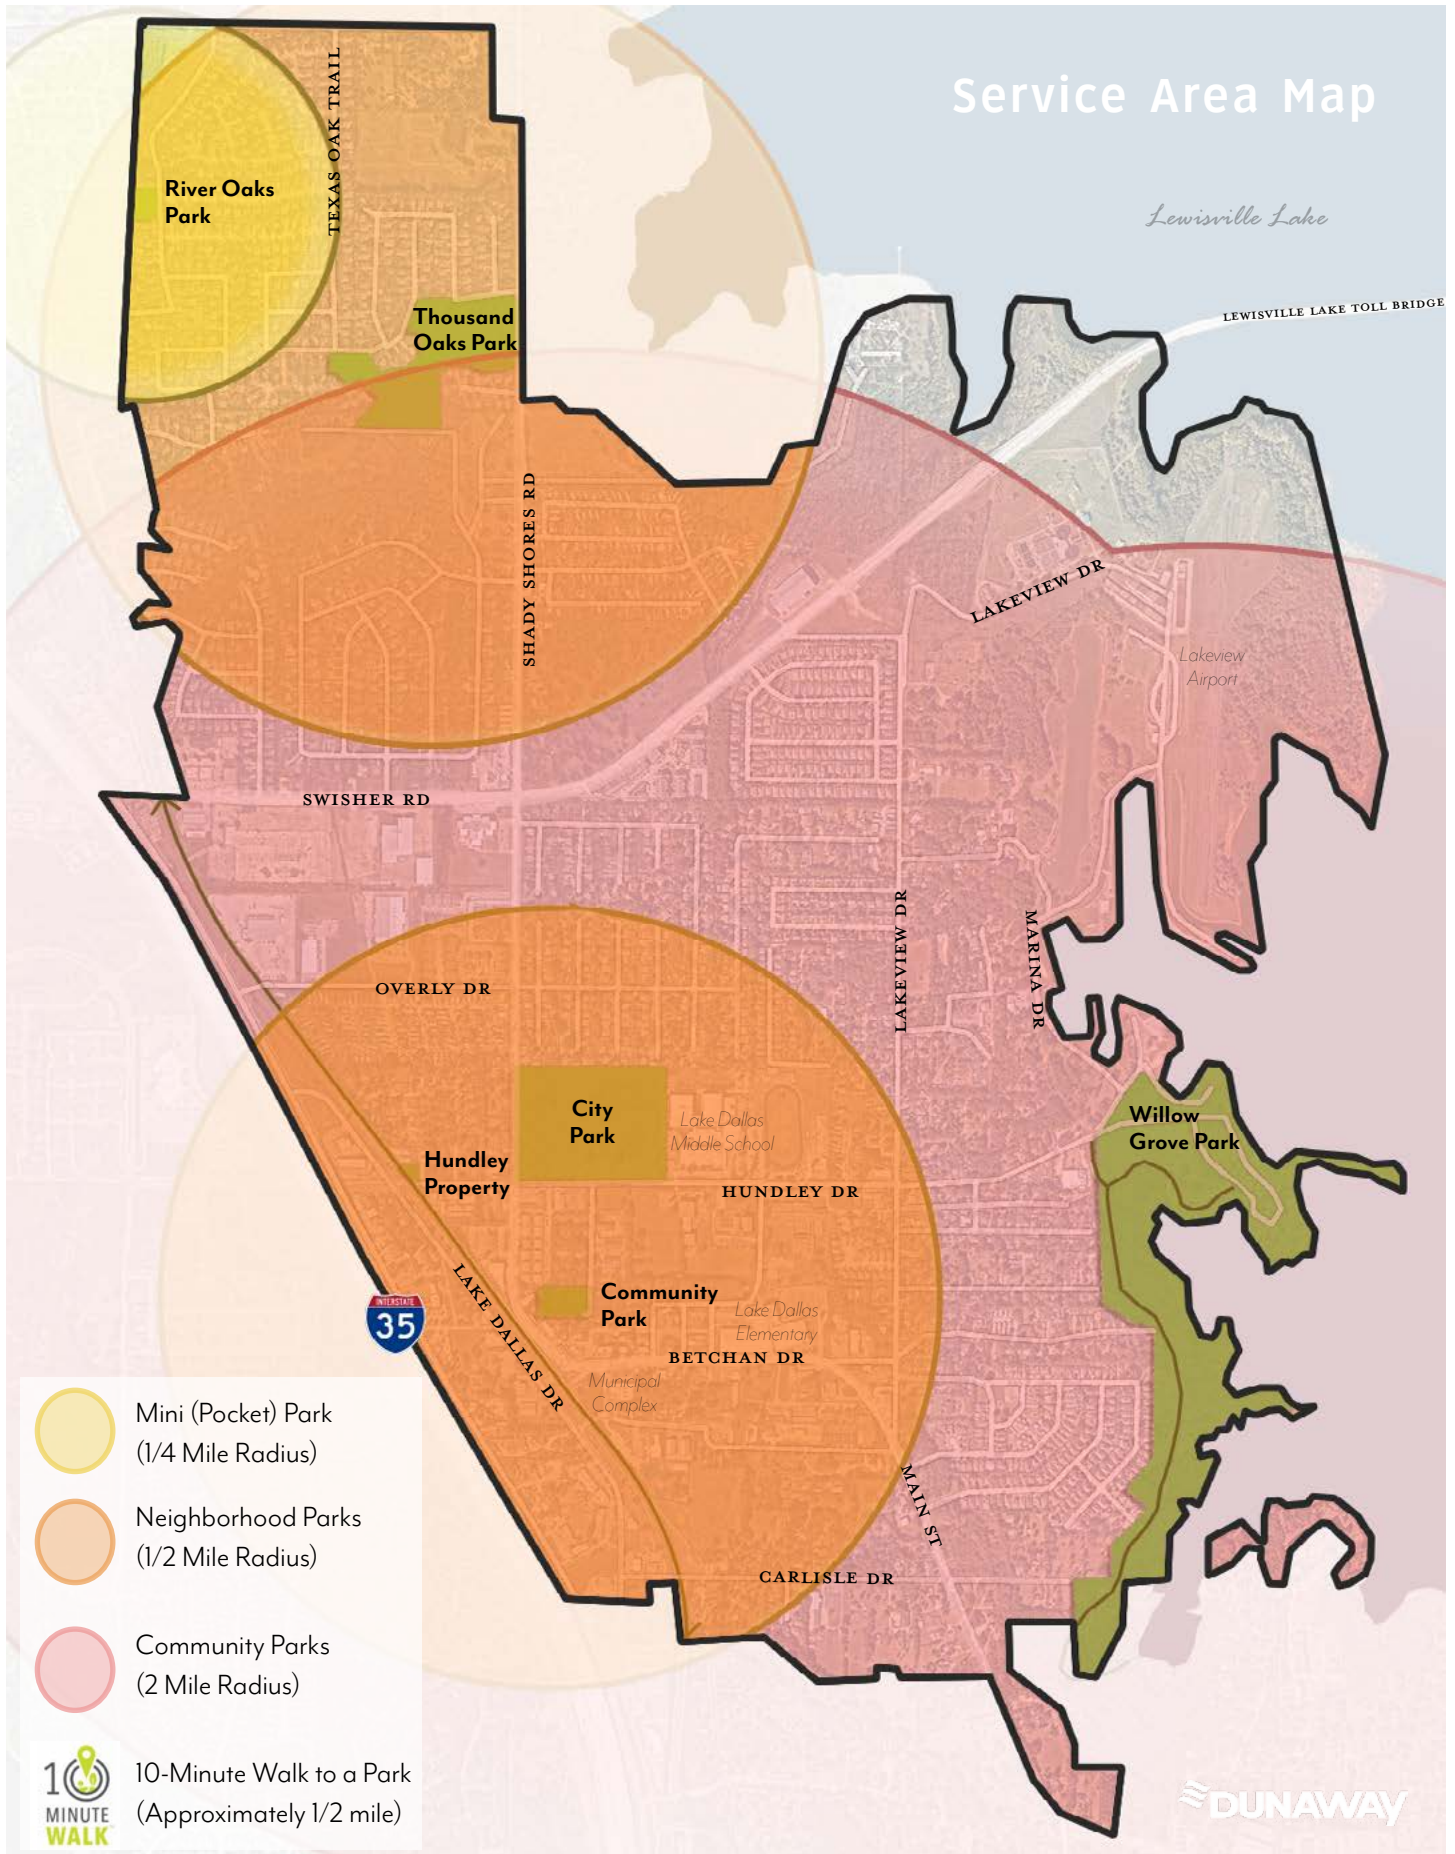 Service Area Map
Lewisville Lake
LEWISVILLE LAKE TOLL BRIDGE
TEXAS OAK TRAIL
River Oaks
Park
Thousand
Oaks Park
SHADY SHORES RD
LAKEVIEW DR
Lakeview
Airport
SWISHER RD
LAKEVIEW DR
MARINA DR
OVERLY DR
City
Park
Lake Dallas
Middle School
Willow
Grove Park
Hundley
Property
HUNDLEY DR
LAKE DALLAS DR
Community
Park
Lake Dallas
Elementary
BETCHAN DR
INTERSTATE
35
Municipal
Complex
MAIN ST
CARLISLE DR
Mini (Pocket) Park
(1/4 Mile Radius)
Neighborhood Parks
(1/2 Mile Radius)
Community Parks
(2 Mile Radius)
10
MINUTE
WALK
10-Minute Walk to a Park
(Approximately 1/2 mile)
DUNAWAY